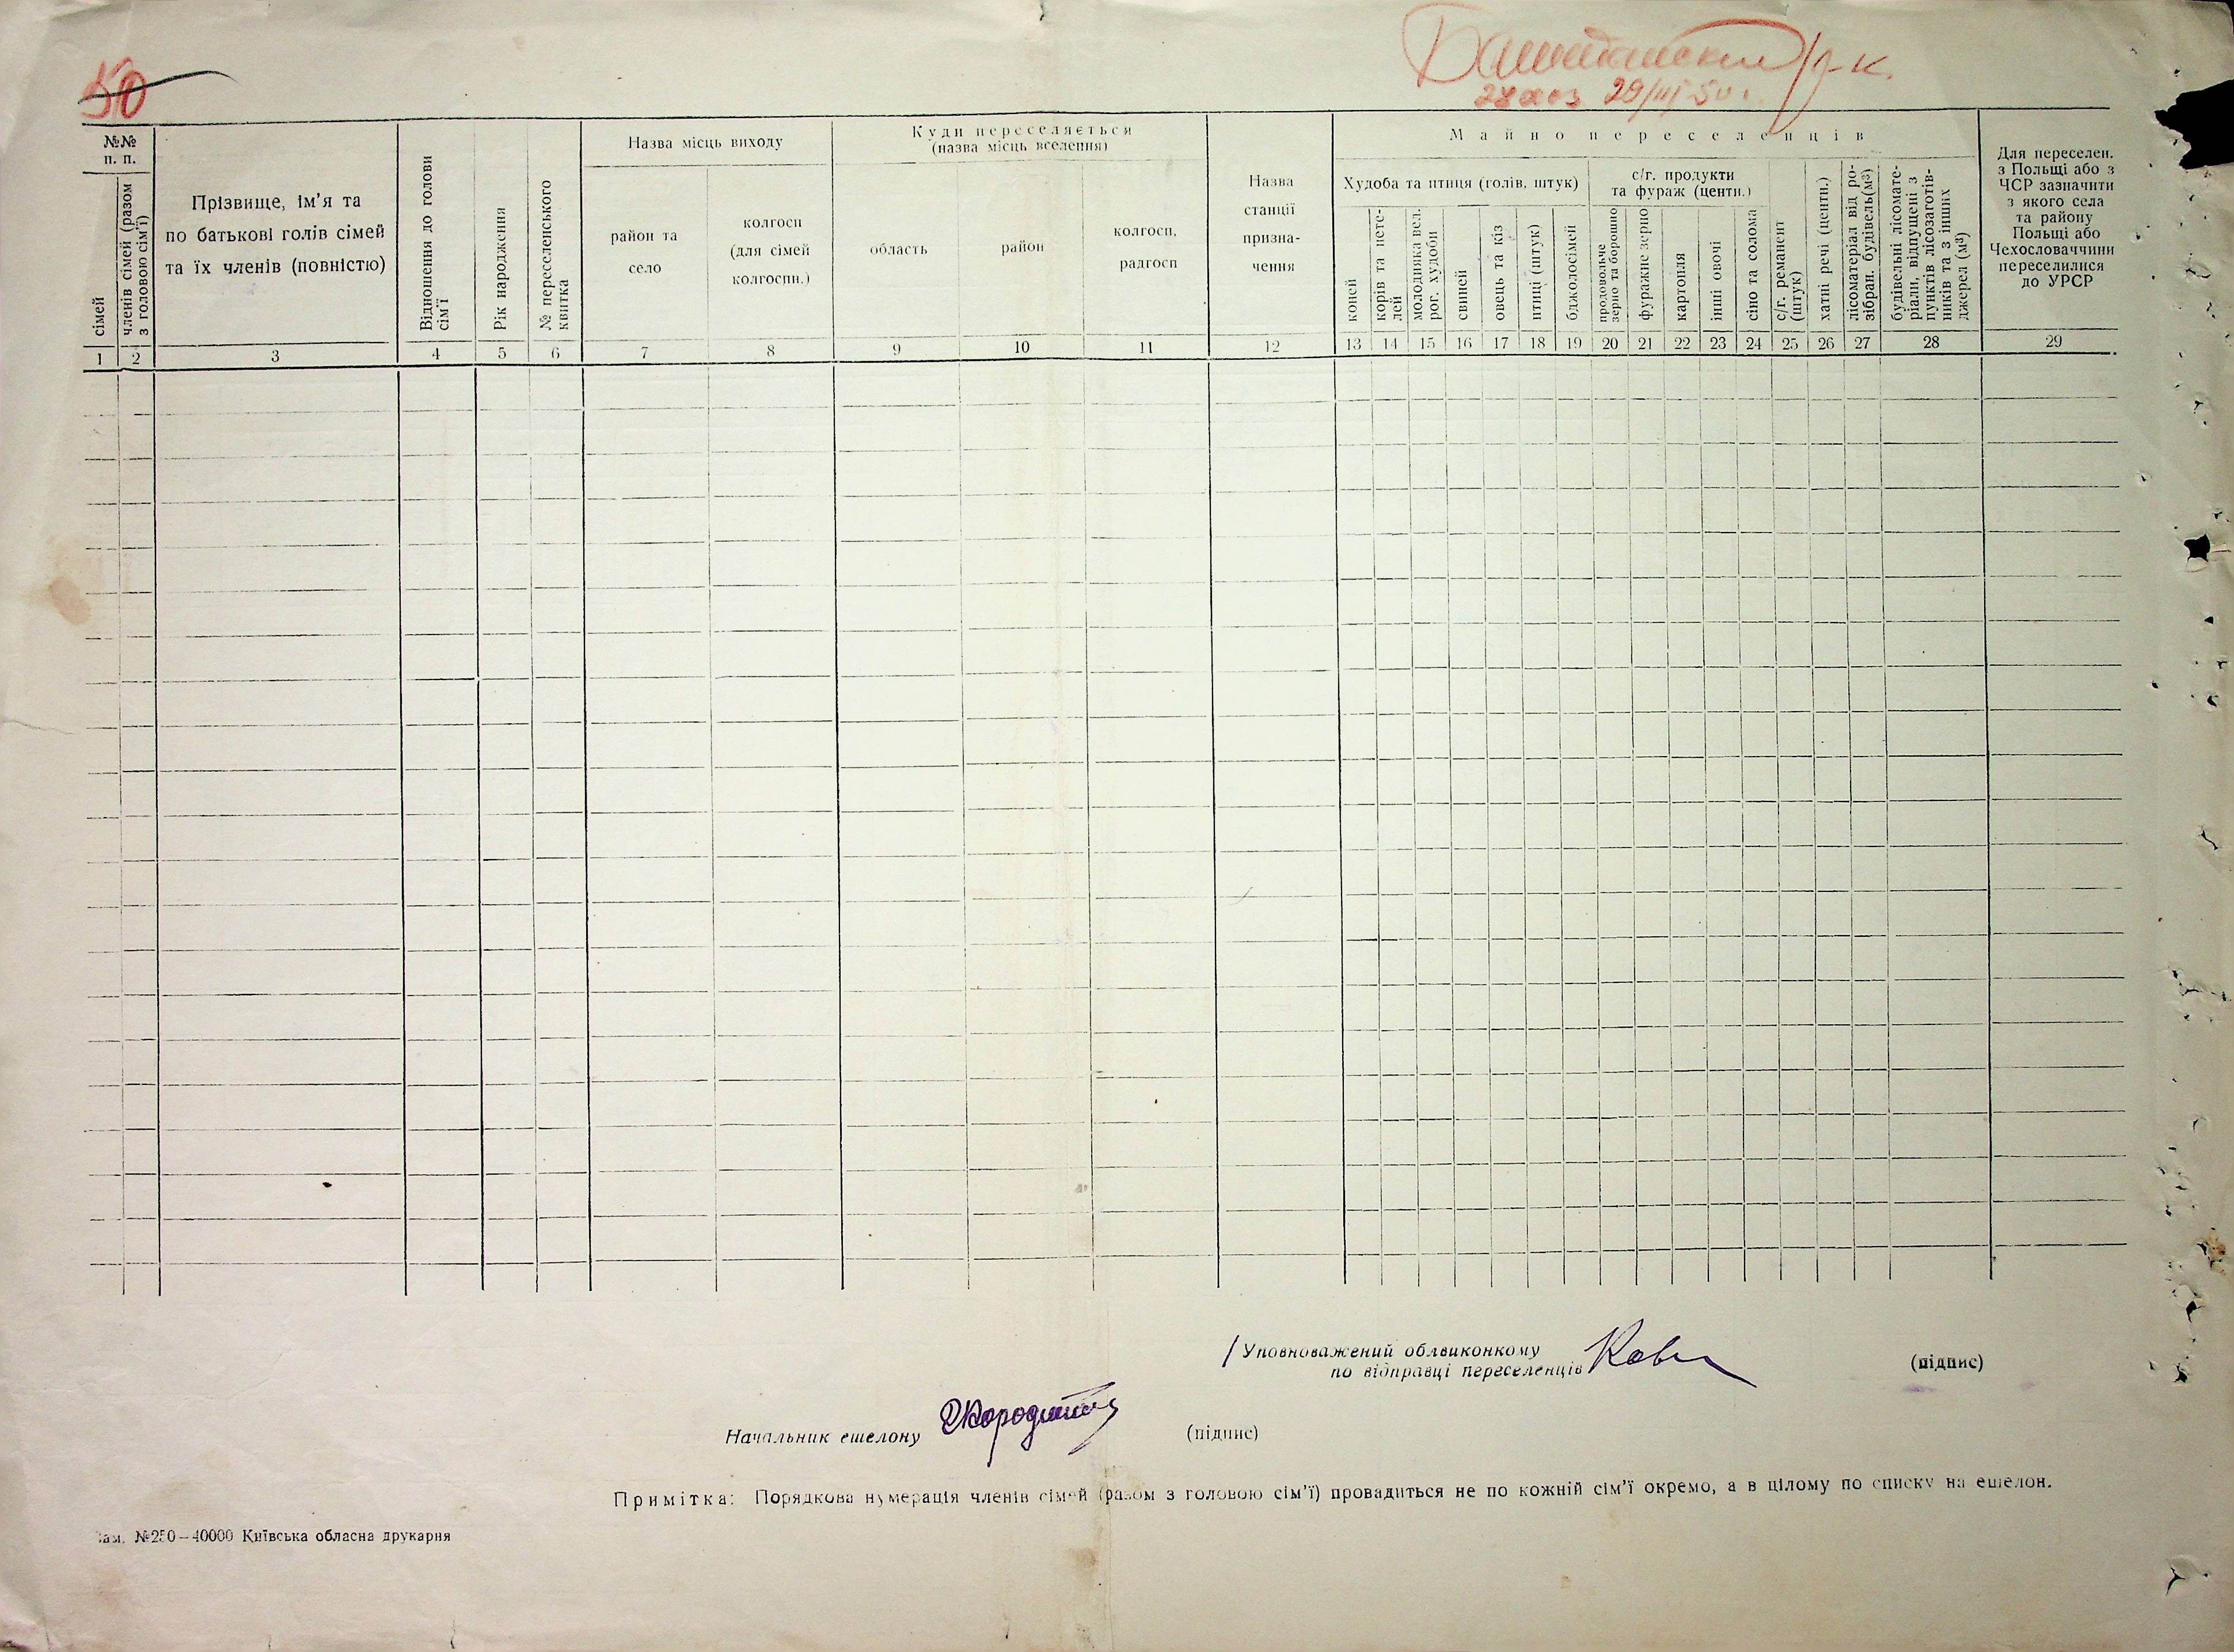 50
Баштанский р-к.
28 хоз 29/III 50 г.
№№
п. п.
сімей
членів сімей (разом
з головою сім'ї)
Прізвище, ім'я та
по батькові голів сімей
та їх членів (повністю)
Відношення до голови
сім'ї
Рік народження
№ переселенського
квитка
Назва місць виходу
район та
село
колгосп
(для сімей
колгоспн.)
Куди переселяється
(назва місць вселення)
область
район
колгосп,
радгосп
Назва
станції
призна-
чення
Майно переселенців
Худоба та птиця (голів, штук)
коней
корів та нете-
лей
молодняка вел.
рог. худоби
свиней
овець та кіз
птиці (штук)
бджолосімей
с/г. продукти
та фураж (центн.)
продовольче
зерно та борошно
фуражне зерно
картопля
інші овочі
сіно та солома
с/г. реманент
(штук)
хатні речі (центн.)
лісоматеріал від ро-
зібран. будівель(м³)
будівельні лісомате-
ріали, відпущені з
пунктів лісозаготів-
ників та з інших
джерел (м³)
Для переселен.
з Польщі або з
ЧСР зазначити
з якого села
та району
Польщі або
Чехословаччини
переселилися
до УРСР
1 2 3 4 5 6 7 8 9 10 11 12 13 14 15 16 17 18 19 20 21 22 23 24 25 26 27 28 29
Уповноважений облвиконкому
по відправці переселенців (підпис)
Начальник ешелону (підпис)
Примітка: Порядкова нумерація членів сімей (разом з головою сім'ї) провадиться не по кожній сім'ї окремо, а в цілому по списку на ешелон.
Зам. №250—40000 Київська обласна друкарня